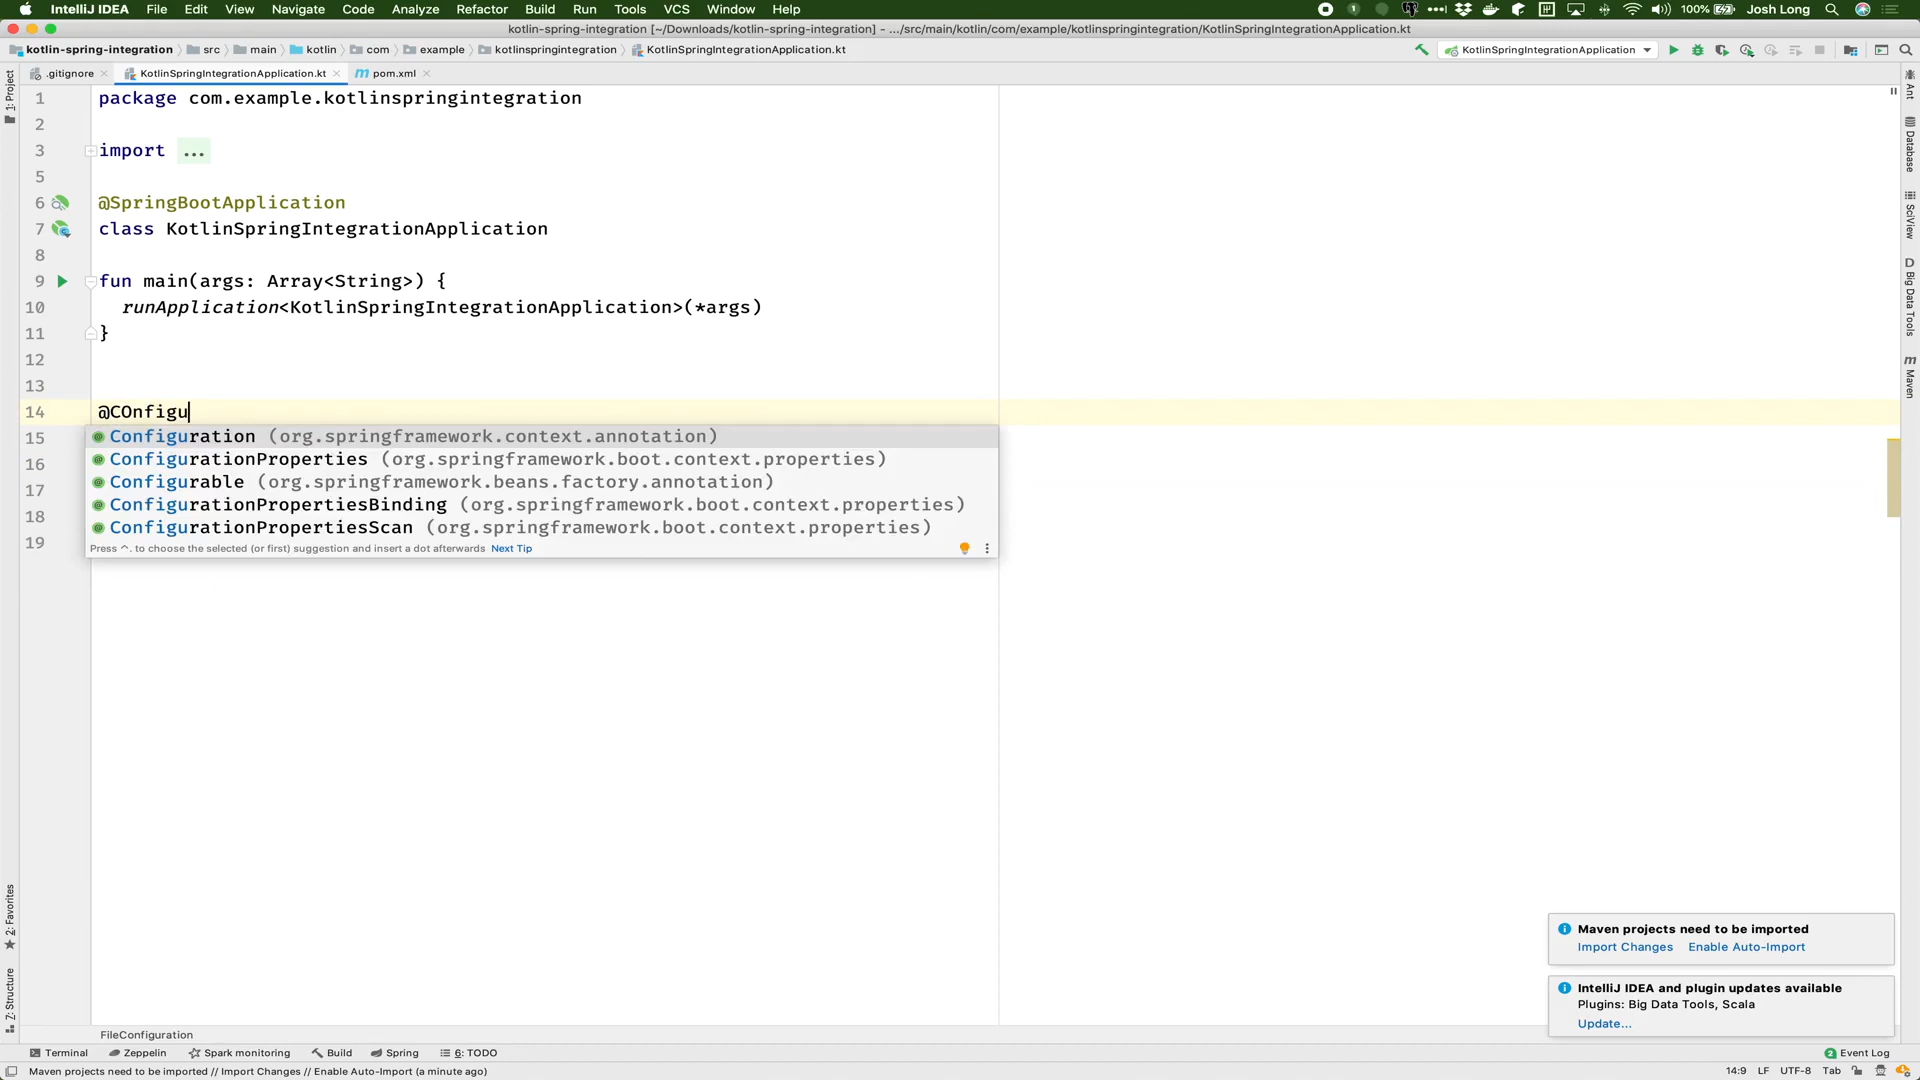 IntelliJ IDEA File Edit View Navigate Code Analyze Refactor Build Run Tools VCS Window Help 100% Josh Long
kotlin-spring-integration [~/Downloads/kotlin-spring-integration] - .../src/main/kotlin/com/example/kotlinspringintegration/KotlinSpringIntegrationApplication.kt
kotlin-spring-integration src main kotlin com example kotlinspringintegration KotlinSpringIntegrationApplication.kt KotlinSpringIntegrationApplication
.gitignore KotlinSpringIntegrationApplication.kt pom.xml
1: Project
Ant
Database
SciView
Big Data Tools
Maven
1 package com.example.kotlinspringintegration
2
3 import ...
5
6 @SpringBootApplication
7 class KotlinSpringIntegrationApplication
8
9 fun main(args: Array<String>) {
10 runApplication<KotlinSpringIntegrationApplication>(*args)
11 }
12
13
14 @COnfigu
15
16
17
18
19
Configuration (org.springframework.context.annotation)
ConfigurationProperties (org.springframework.boot.context.properties)
Configurable (org.springframework.beans.factory.annotation)
ConfigurationPropertiesBinding (org.springframework.boot.context.properties)
ConfigurationPropertiesScan (org.springframework.boot.context.properties)
Press ^. to choose the selected (or first) suggestion and insert a dot afterwards Next Tip
2: Favorites
Z: Structure
Maven projects need to be imported
Import Changes Enable Auto-Import
IntelliJ IDEA and plugin updates available
Plugins: Big Data Tools, Scala
Update...
FileConfiguration
Terminal Zeppelin Spark monitoring Build Spring 6: TODO 2 Event Log
Maven projects need to be imported // Import Changes // Enable Auto-Import (a minute ago) 14:9 LF UTF-8 Tab